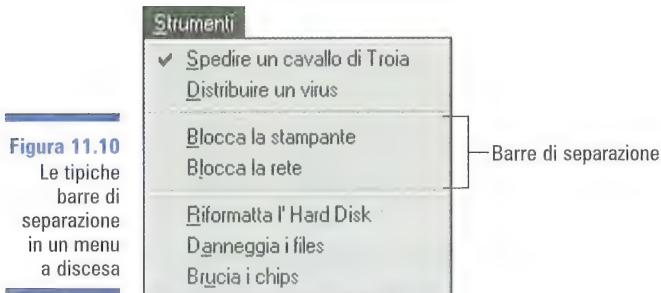 Strumenti
Spedire un cavallo di Troia
Distribuire un virus
Blocca la stampante
Blocca la rete
Riformatta l' Hard Disk
Danneggia i files
Brucia i chips
Barre di separazione
Figura 11.10
Le tipiche
barre di
separazione
in un menu
a discesa